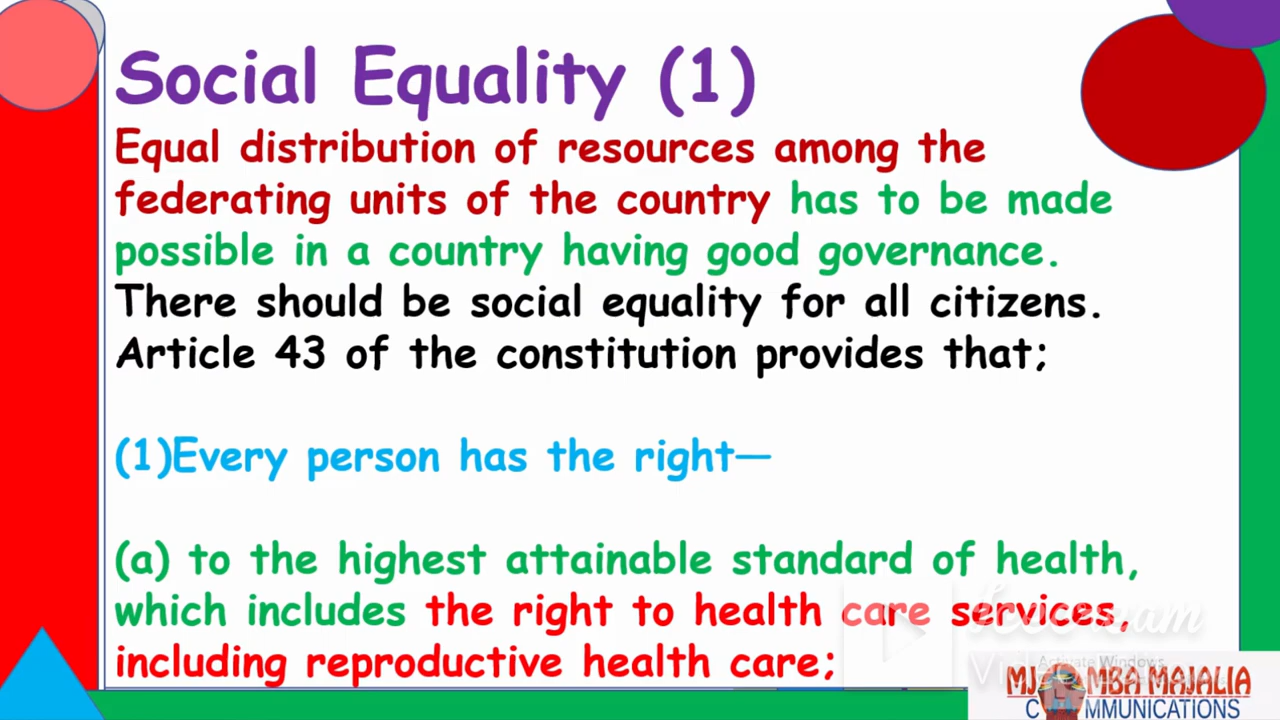 Social Equality (1)
Equal distribution of resources among the
federating units of the country has to be made
possible in a country having good governance.
There should be social equality for all citizens.
Article 43 of the constitution provides that;
(1)Every person has the right—
(a) to the highest attainable standard of health,
which includes the right to health care services,
including reproductive health care;
Icecream
Activate Windows
MBA MAJALIA
MMUNICATIONS